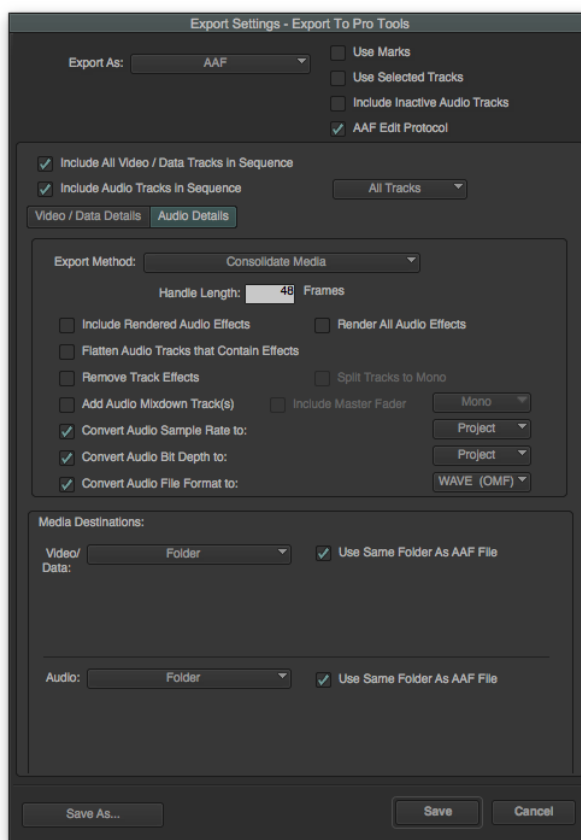 Export Settings - Export To Pro Tools
Export As: AAF
Use Marks
Use Selected Tracks
Include Inactive Audio Tracks
AAF Edit Protocol
Include All Video / Data Tracks in Sequence
Include Audio Tracks in Sequence All Tracks
Video / Data Details Audio Details
Export Method: Consolidate Media
Handle Length: 48 Frames
Include Rendered Audio Effects Render All Audio Effects
Flatten Audio Tracks that Contain Effects
Remove Track Effects Split Tracks to Mono
Add Audio Mixdown Track(s) Include Master Fader Mono
Convert Audio Sample Rate to: Project
Convert Audio Bit Depth to: Project
Convert Audio File Format to: WAVE (OMF)
Media Destinations:
Video/ Folder Use Same Folder As AAF File
Data:
Audio: Folder Use Same Folder As AAF File
Save As... Save Cancel